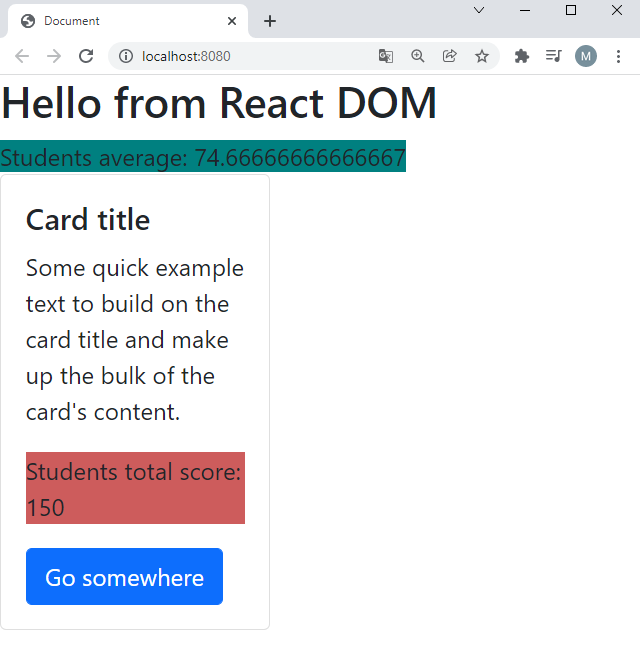 Document
localhost:8080
M
Hello from React DOM
Students average: 74.66666666666667
Card title
Some quick example
text to build on the
card title and make
up the bulk of the
card's content.
Students total score:
150
Go somewhere